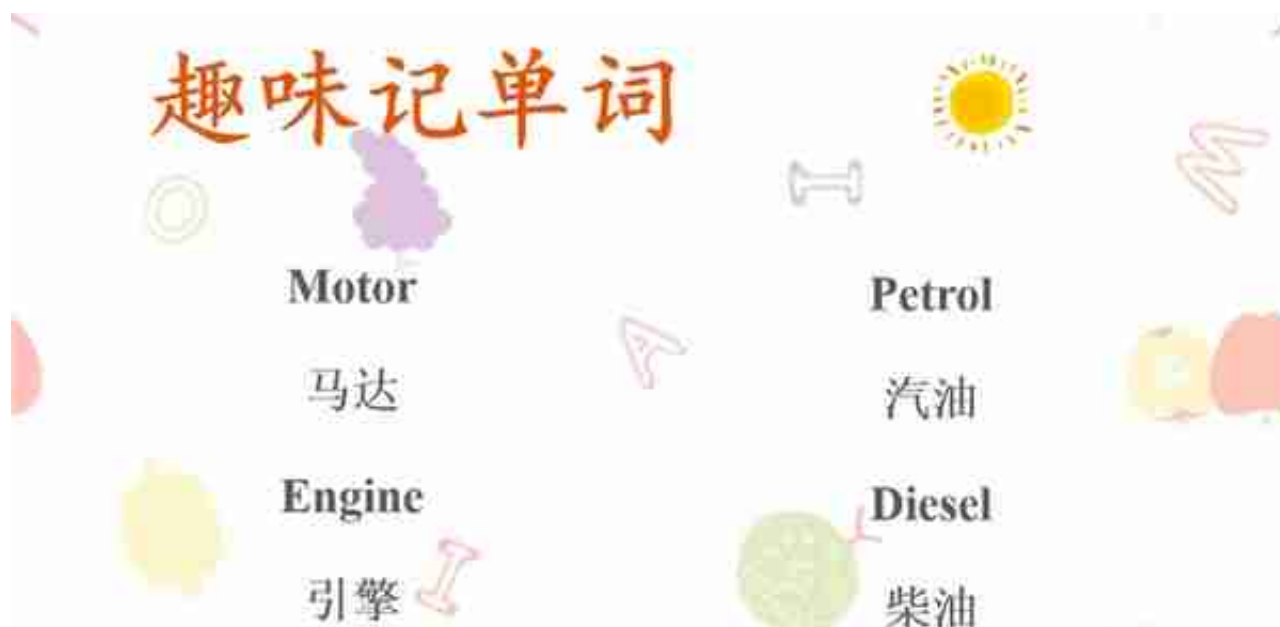 趣味记单词
Motor
Petrol
马达
汽油
Engine
Diesel
引擎
柴油